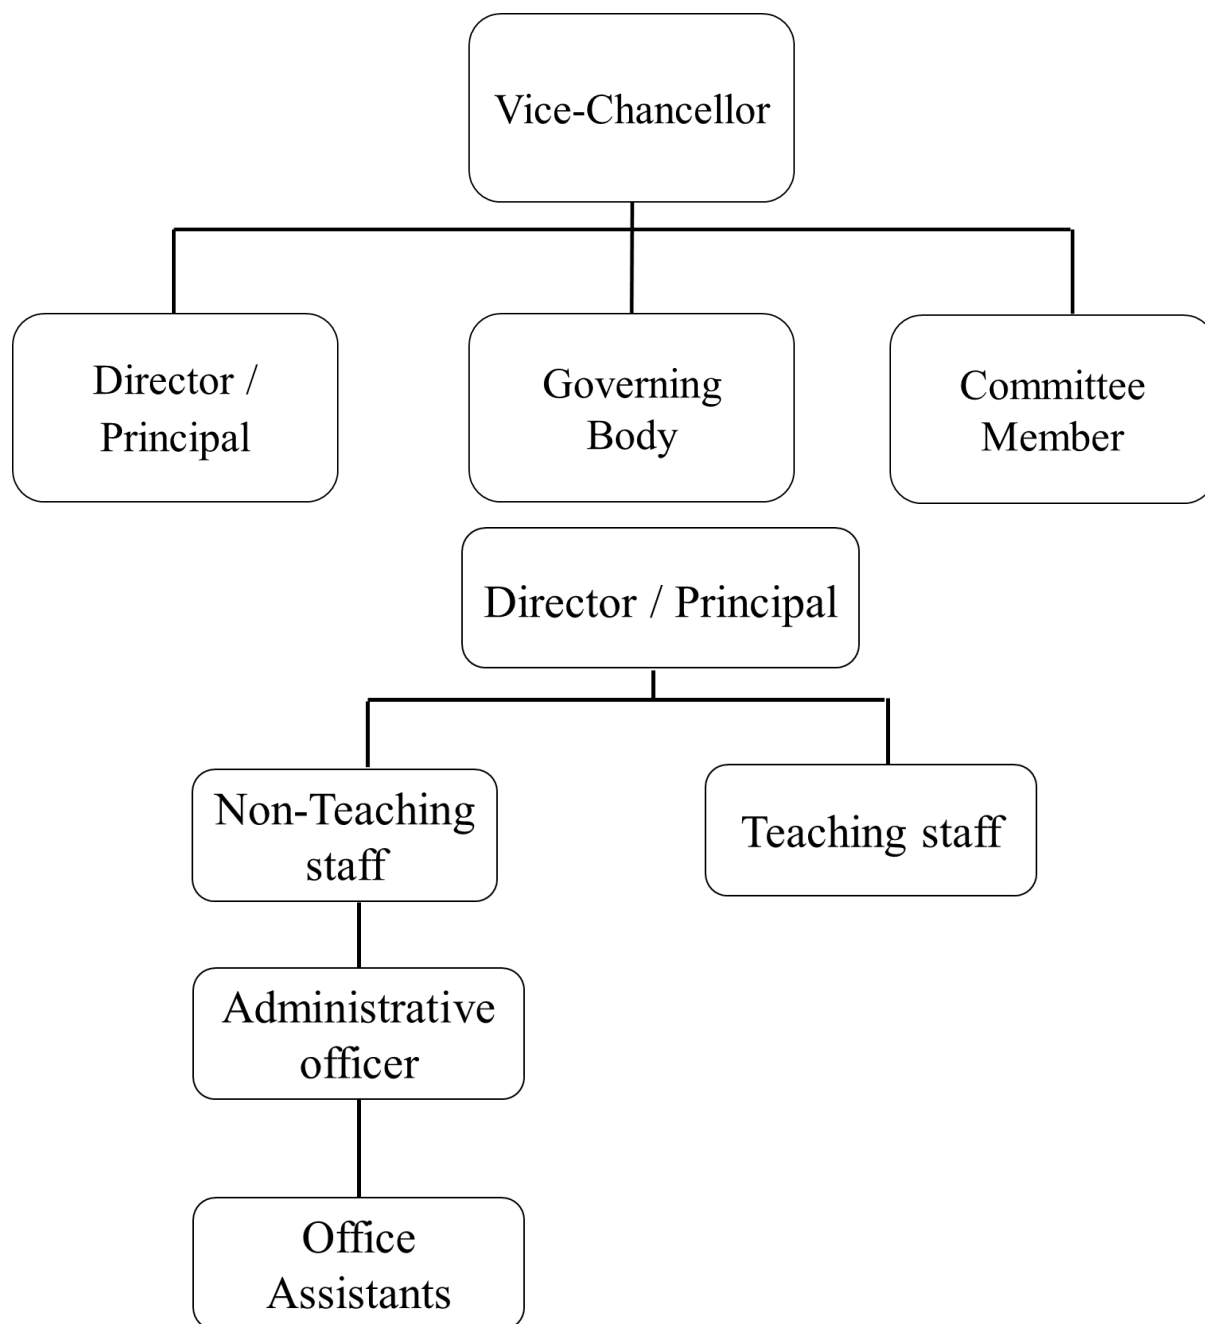 Vice-Chancellor
Director /
Principal
Governing
Body
Committee
Member
Director / Principal
Non-Teaching
staff
Teaching staff
Administrative
officer
Office
Assistants